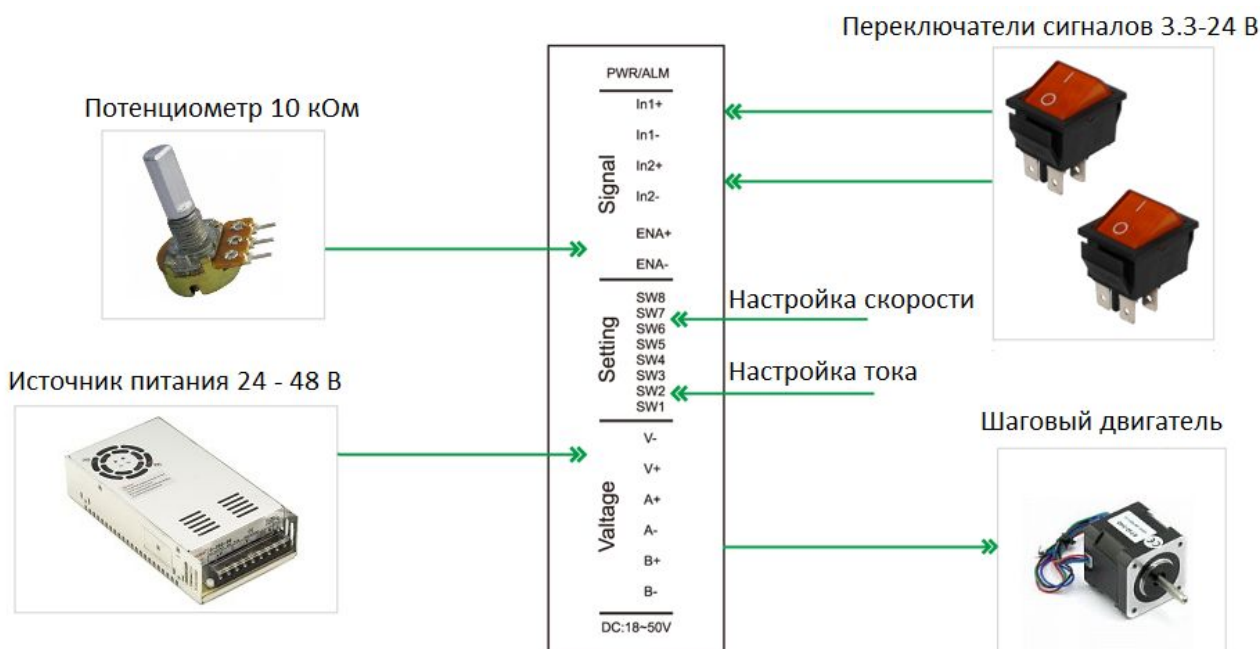 Переключатели сигналов 3.3-24 В
Потенциометр 10 кОм
PWR/ALM
Signal
In1+
In1-
In2+
In2-
ENA+
ENA-
Setting
SW8
SW7
SW6
SW5
SW4
SW3
SW2
SW1
Настройка скорости
Настройка тока
Источник питания 24 - 48 В
Valtage
V-
V+
A+
A-
B+
B-
DC:18~50V
Шаговый двигатель